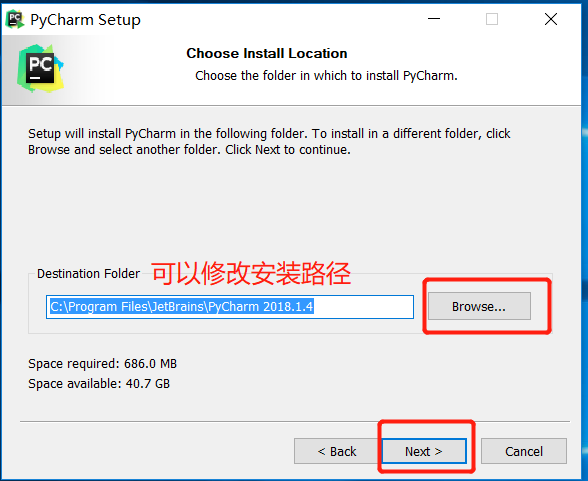 PyCharm Setup
PC
Choose Install Location
Choose the folder in which to install PyCharm.
Setup will install PyCharm in the following folder. To install in a different folder, click
Browse and select another folder. Click Next to continue.
可以修改安装路径
Destination Folder
C:\Program Files\JetBrains\PyCharm 2018.1.4
Browse...
Space required: 686.0 MB
Space available: 40.7 GB
< Back
Next >
Cancel